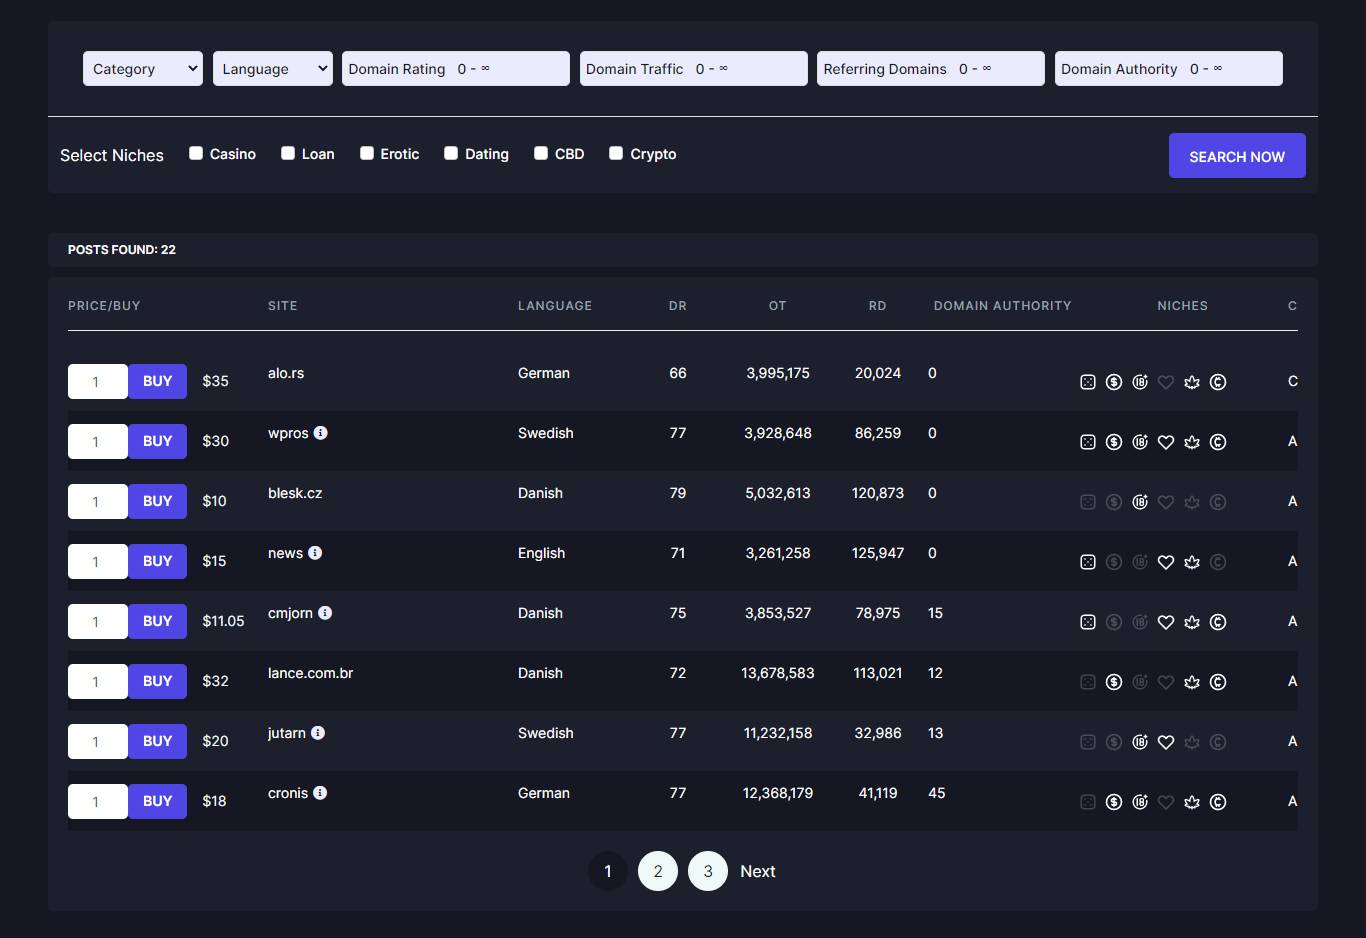 Category Language Domain Rating 0 - ∞ Domain Traffic 0 - ∞ Referring Domains 0 - ∞ Domain Authority 0 - ∞
Select Niches Casino Loan Erotic Dating CBD Crypto SEARCH NOW
POSTS FOUND: 22
PRICE/BUY SITE LANGUAGE DR OT RD DOMAIN AUTHORITY NICHES C
1 BUY $35 alo.rs German 66 3,995,175 20,024 0 C
1 BUY $30 wpros Swedish 77 3,928,648 86,259 0 A
1 BUY $10 blesk.cz Danish 79 5,032,613 120,873 0 A
1 BUY $15 news English 71 3,261,258 125,947 0 A
1 BUY $11.05 cmjorn Danish 75 3,853,527 78,975 15 A
1 BUY $32 lance.com.br Danish 72 13,678,583 113,021 12 A
1 BUY $20 jutarn Swedish 77 11,232,158 32,986 13 A
1 BUY $18 cronis German 77 12,368,179 41,119 45 A
1 2 3 Next